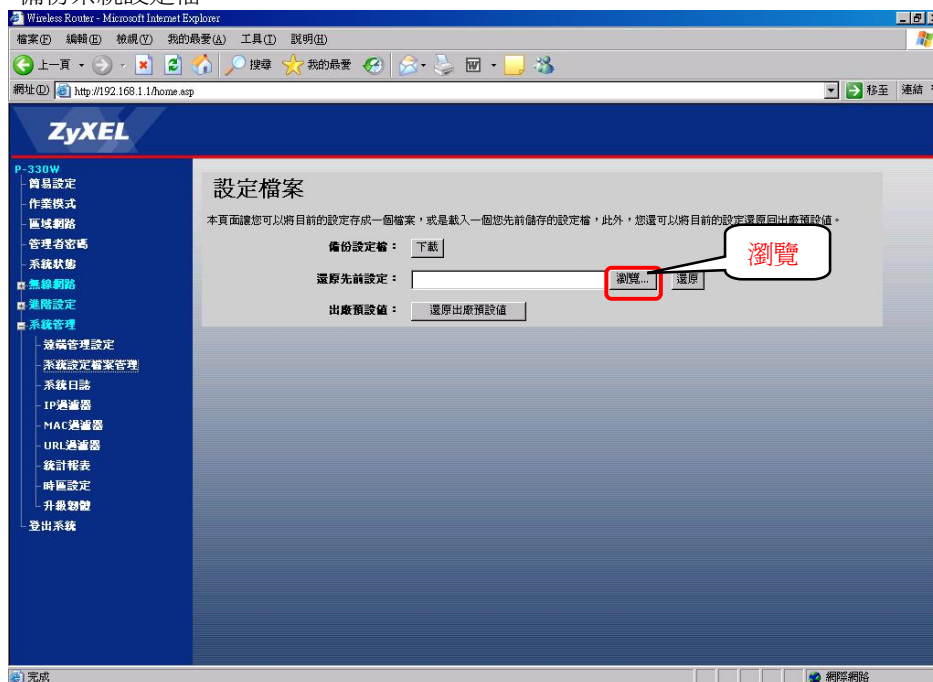 備份系統設定檔
Wireless Router - Microsoft Internet Explorer
檔案(F) 編輯(E) 檢視(V) 我的最愛(A) 工具(T) 說明(H)
上一頁 搜尋 我的最愛
網址(D) http://192.168.1.1/home.asp 移至 連結
ZyXEL
P-330W
簡易設定
作業模式
區域網路
管理者密碼
系統狀態
無線網路
進階設定
系統管理
遠端管理設定
系統設定檔案管理
系統日誌
IP過濾器
MAC過濾器
URL過濾器
統計報表
時區設定
升級韌體
登出系統
設定檔案
本頁面讓您可以將目前的設定存成一個檔案，或是載入一個您先前儲存的設定檔，此外，您還可以將目前的設定還原回出廠預設值。
備份設定檔： 下載
還原先前設定： 瀏覽... 還原
瀏覽
出廠預設值： 還原出廠預設值
完成 網際網路